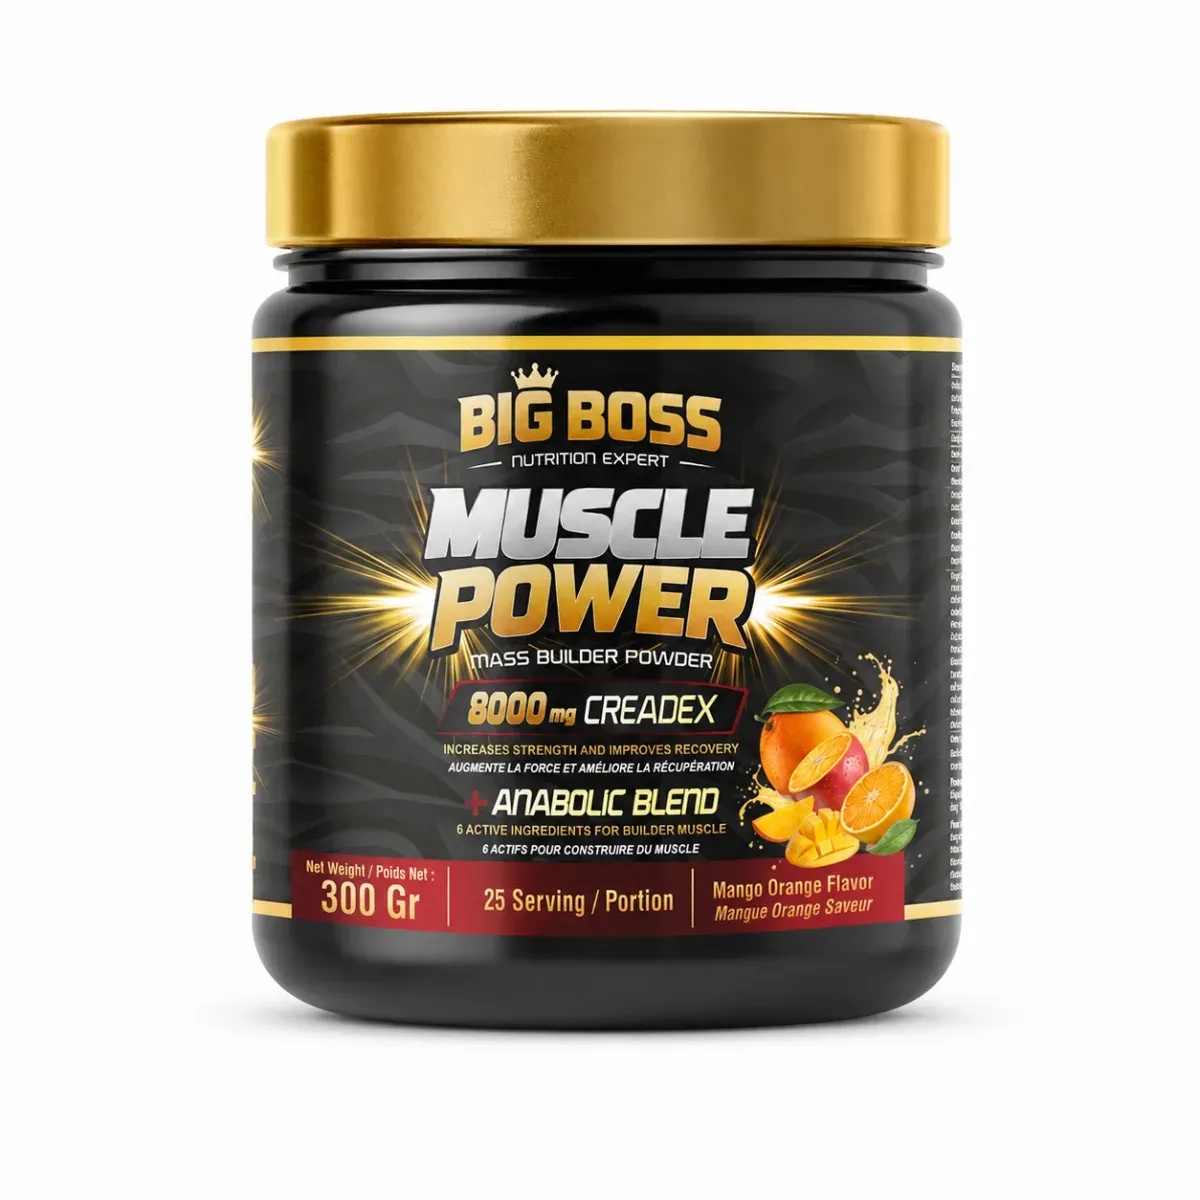 BIG BOSS
NUTRITION EXPERT
MUSCLE
POWER
MASS BUILDER POWDER
8000 mg CREADEX
INCREASES STRENGTH AND IMPROVES RECOVERY
AUGMENTE LA FORCE ET AMÉLIORE LA RÉCUPÉRATION
+ ANABOLIC BLEND
6 ACTIVE INGREDIENTS FOR BUILDER MUSCLE
6 ACTIFS POUR CONSTRUIRE DU MUSCLE
Net Weight / Poids Net :
300 Gr
25 Serving / Portion
Mango Orange Flavor
Mangue Orange Saveur